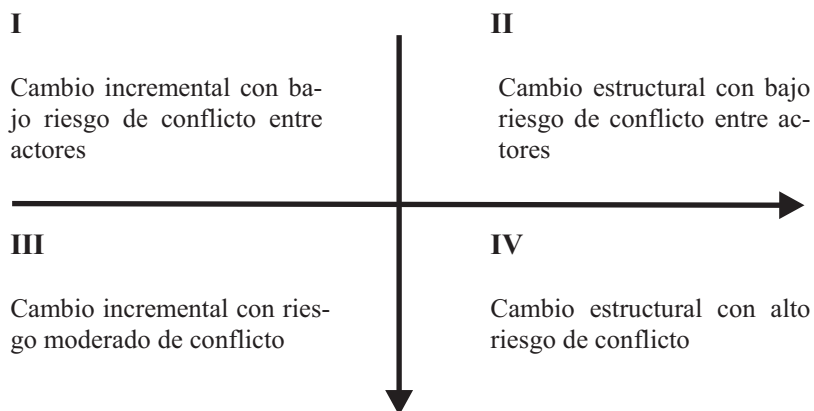 I
Cambio incremental con ba-
jo riesgo de conflicto entre
actores
II
Cambio estructural con bajo
riesgo de conflicto entre ac-
tores
III
Cambio incremental con ries-
go moderado de conflicto
IV
Cambio estructural con alto
riesgo de conflicto